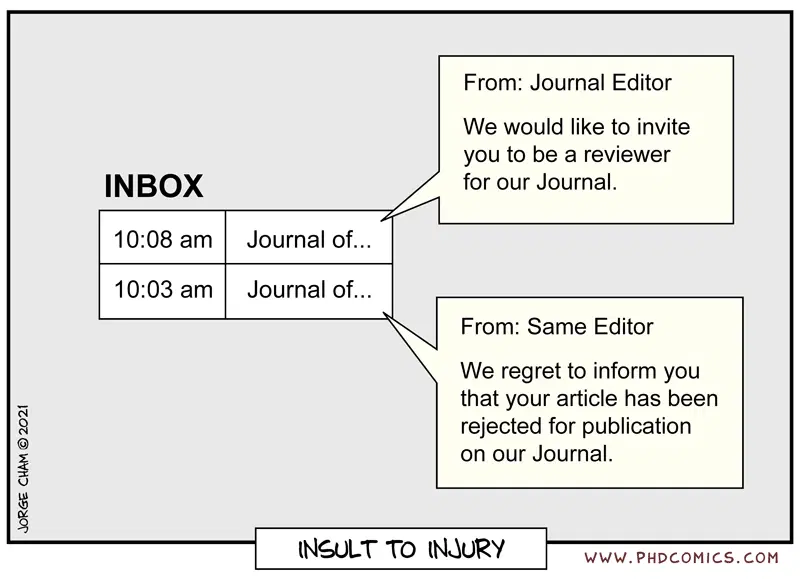 From: Journal Editor
We would like to invite
you to be a reviewer
for our Journal.
INBOX
10:08 am Journal of...
10:03 am Journal of...
From: Same Editor
We regret to inform you
that your article has been
rejected for publication
on our Journal.
JORGE CHAM © 2021
INSULT TO INJURY
WWW.PHDCOMICS.COM